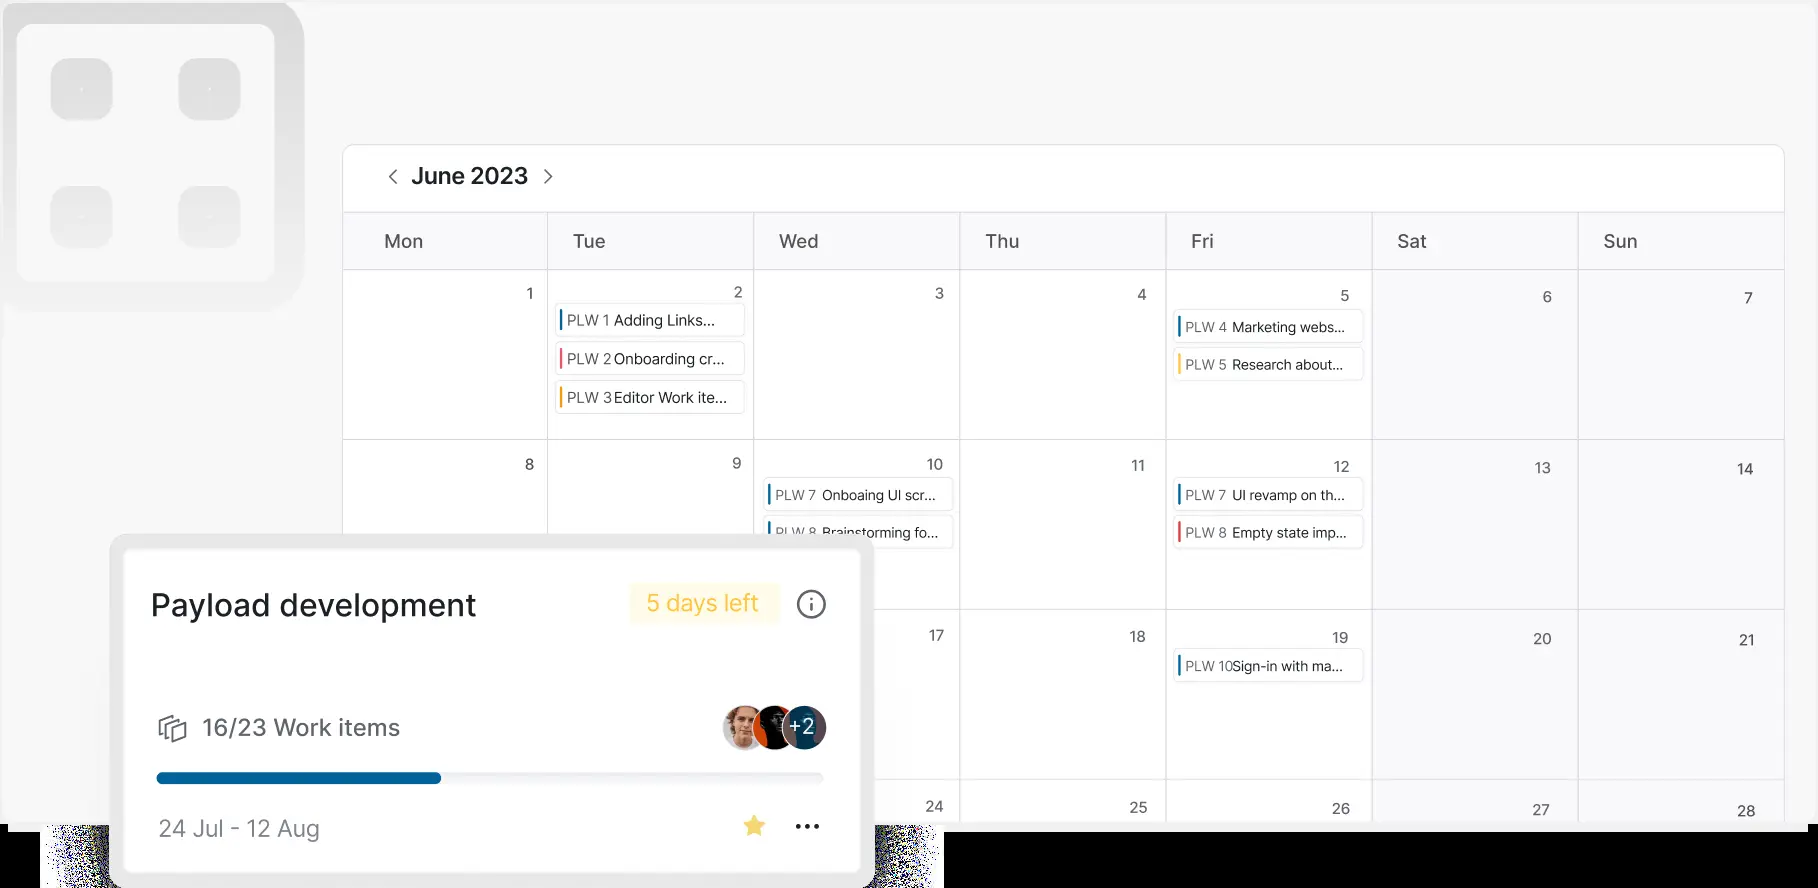 June 2023
Mon Tue Wed Thu Fri Sat Sun
1 2 3 4 5 6 7
PLW 1 Adding Links...
PLW 2 Onboarding cr...
PLW 3 Editor Work ite...
PLW 4 Marketing webs...
PLW 5 Research about...
8 9 10 11 12 13 14
PLW 7 Onboaing UI scr...
PLW 8 Brainstorming fo...
PLW 7 UI revamp on th...
PLW 8 Empty state imp...
17 18 19 20 21
PLW 10 Sign-in with ma...
24 25 26 27 28
Payload development
5 days left
16/23 Work items
+2
24 Jul - 12 Aug